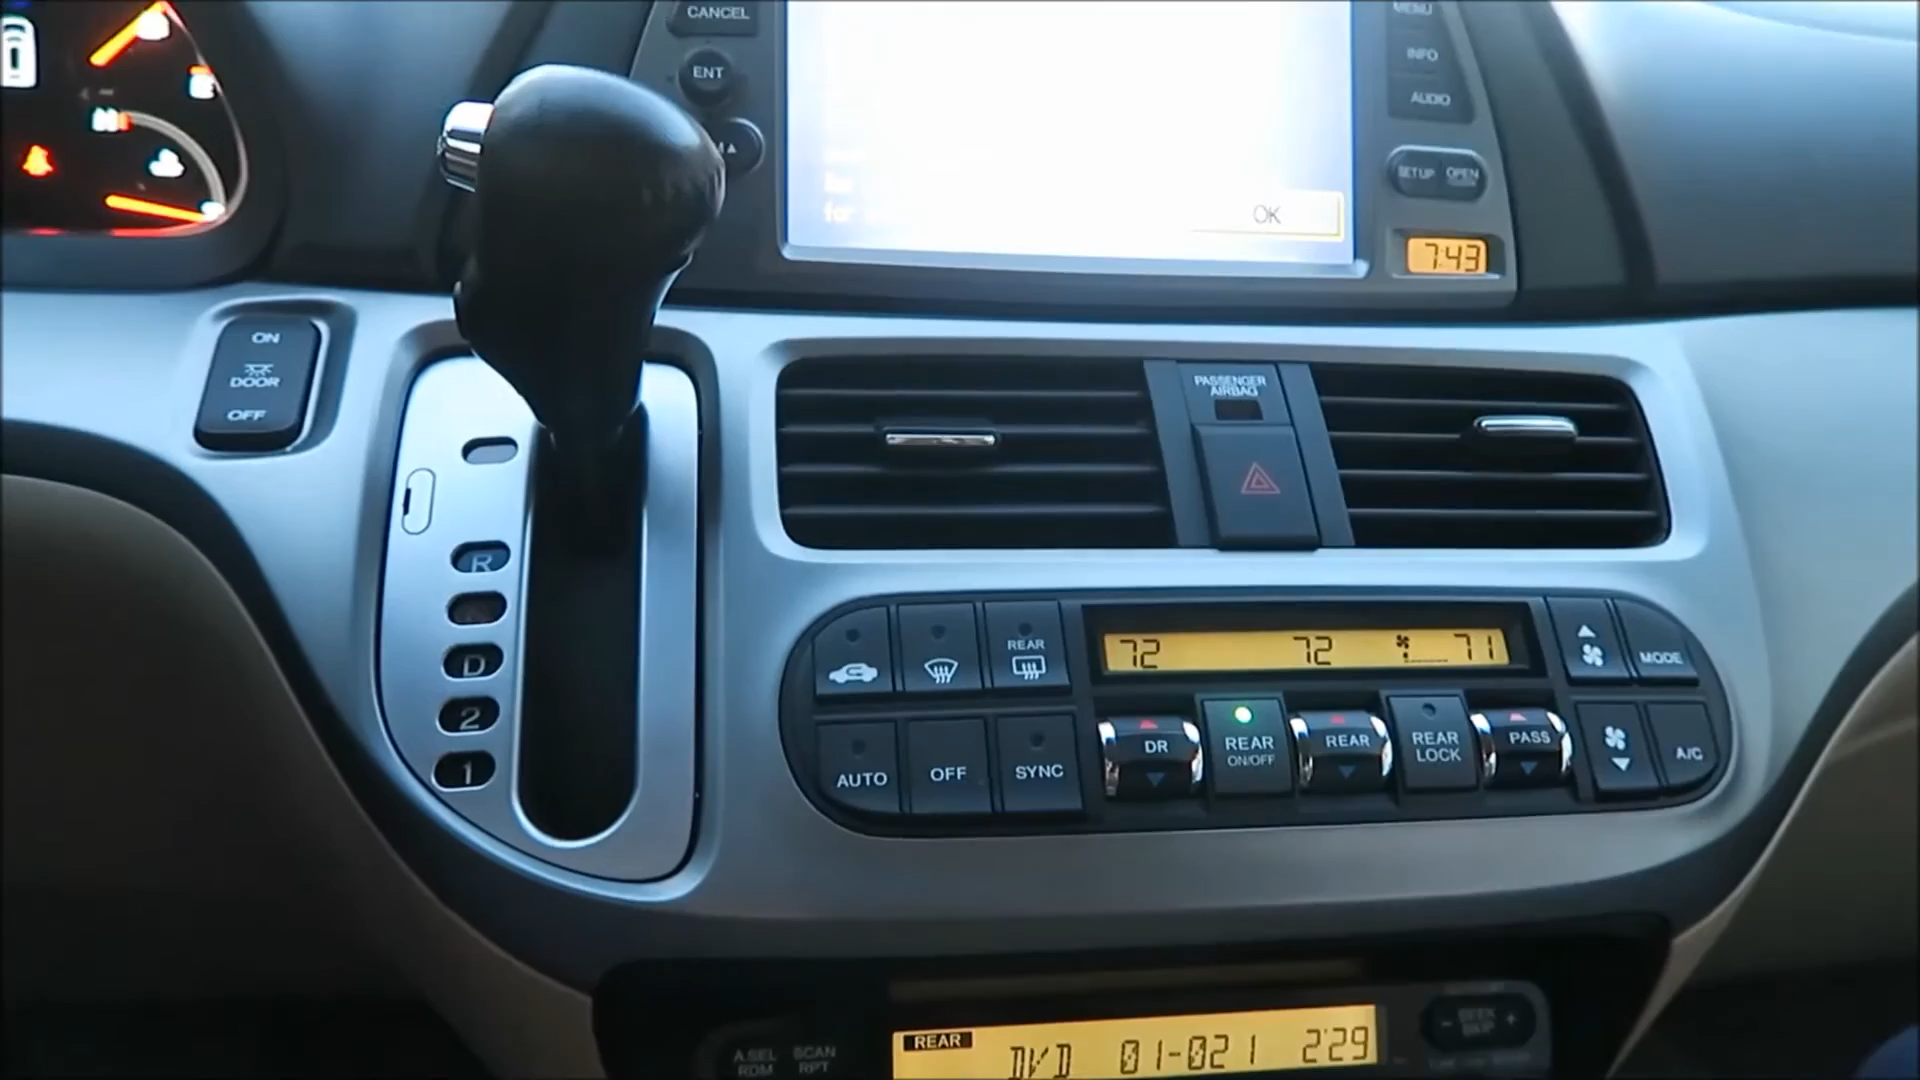 CANCEL
MENU
ENT
INFO
AUDIO
SETUP
OPEN
OK
7:43
ON
DOOR
OFF
PASSENGER
AIRBAG
R
D
2
1
72 72 71
REAR
MODE
AUTO
OFF
SYNC
DR
REAR
ON/OFF
REAR
REAR
LOCK
PASS
A/C
REAR
DVD 01-021 2'29
A.SEL
RDM
SCAN
RPT
- SEEK +
SKIP